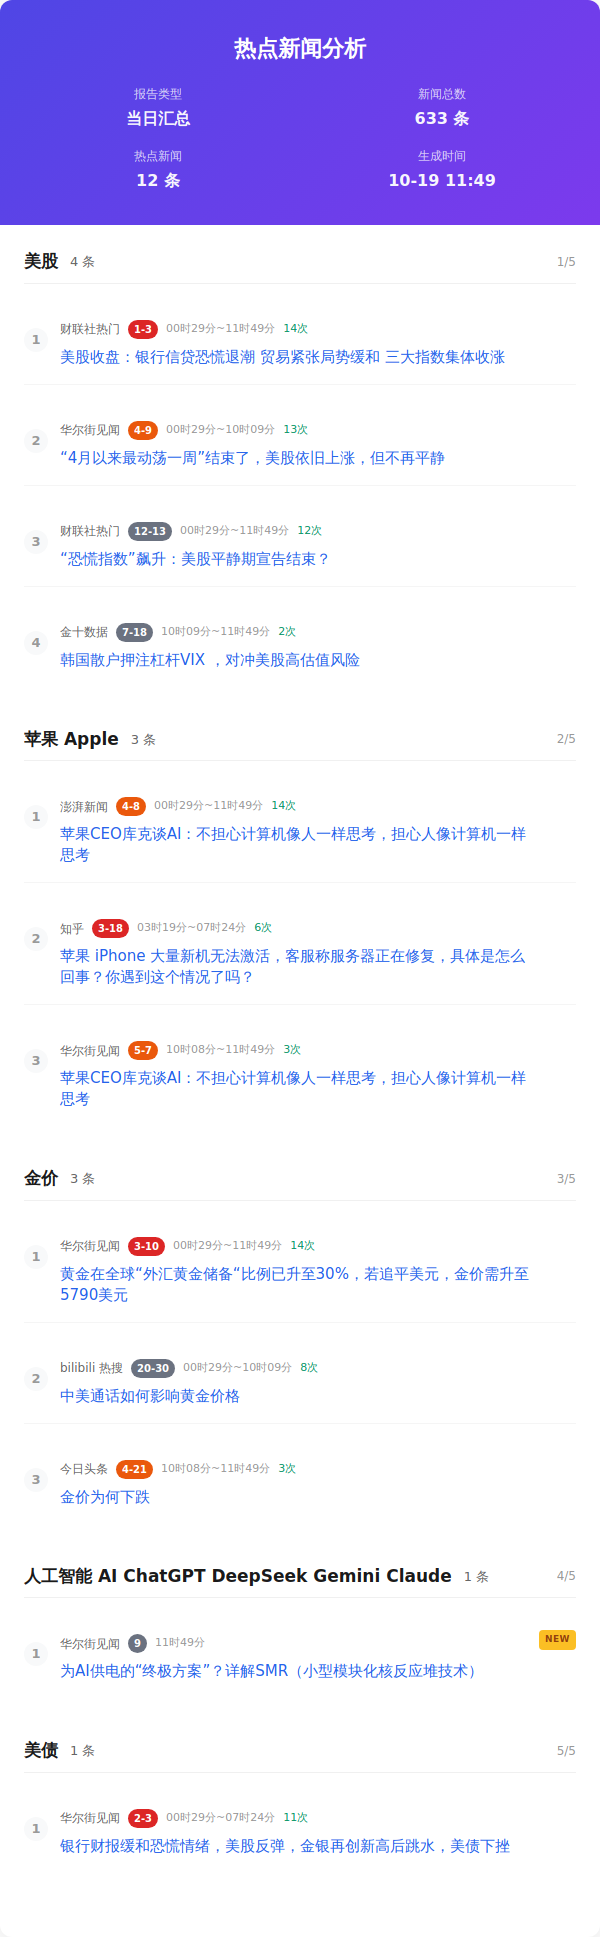 热点新闻分析
报告类型
新闻总数
当日汇总
633 条
热点新闻
生成时间
12 条
10-19 11:49
美股 4 条 1/5
1 财联社热门 1-3 00时29分~11时49分 14次
美股收盘：银行信贷恐慌退潮 贸易紧张局势缓和 三大指数集体收涨
2 华尔街见闻 4-9 00时29分~10时09分 13次
“4月以来最动荡一周”结束了，美股依旧上涨，但不再平静
3 财联社热门 12-13 00时29分~11时49分 12次
“恐慌指数”飙升：美股平静期宣告结束？
4 金十数据 7-18 10时09分~11时49分 2次
韩国散户押注杠杆VIX ，对冲美股高估值风险
苹果 Apple 3 条 2/5
1 澎湃新闻 4-8 00时29分~11时49分 14次
苹果CEO库克谈AI：不担心计算机像人一样思考，担心人像计算机一样
思考
2 知乎 3-18 03时19分~07时24分 6次
苹果 iPhone 大量新机无法激活，客服称服务器正在修复，具体是怎么
回事？你遇到这个情况了吗？
3 华尔街见闻 5-7 10时08分~11时49分 3次
苹果CEO库克谈AI：不担心计算机像人一样思考，担心人像计算机一样
思考
金价 3 条 3/5
1 华尔街见闻 3-10 00时29分~11时49分 14次
黄金在全球“外汇黄金储备“比例已升至30%，若追平美元，金价需升至
5790美元
2 bilibili 热搜 20-30 00时29分~10时09分 8次
中美通话如何影响黄金价格
3 今日头条 4-21 10时08分~11时49分 3次
金价为何下跌
人工智能 AI ChatGPT DeepSeek Gemini Claude 1 条 4/5
1 华尔街见闻 9 11时49分 NEW
为AI供电的“终极方案”？详解SMR（小型模块化核反应堆技术）
美债 1 条 5/5
1 华尔街见闻 2-3 00时29分~07时24分 11次
银行财报缓和恐慌情绪，美股反弹，金银再创新高后跳水，美债下挫